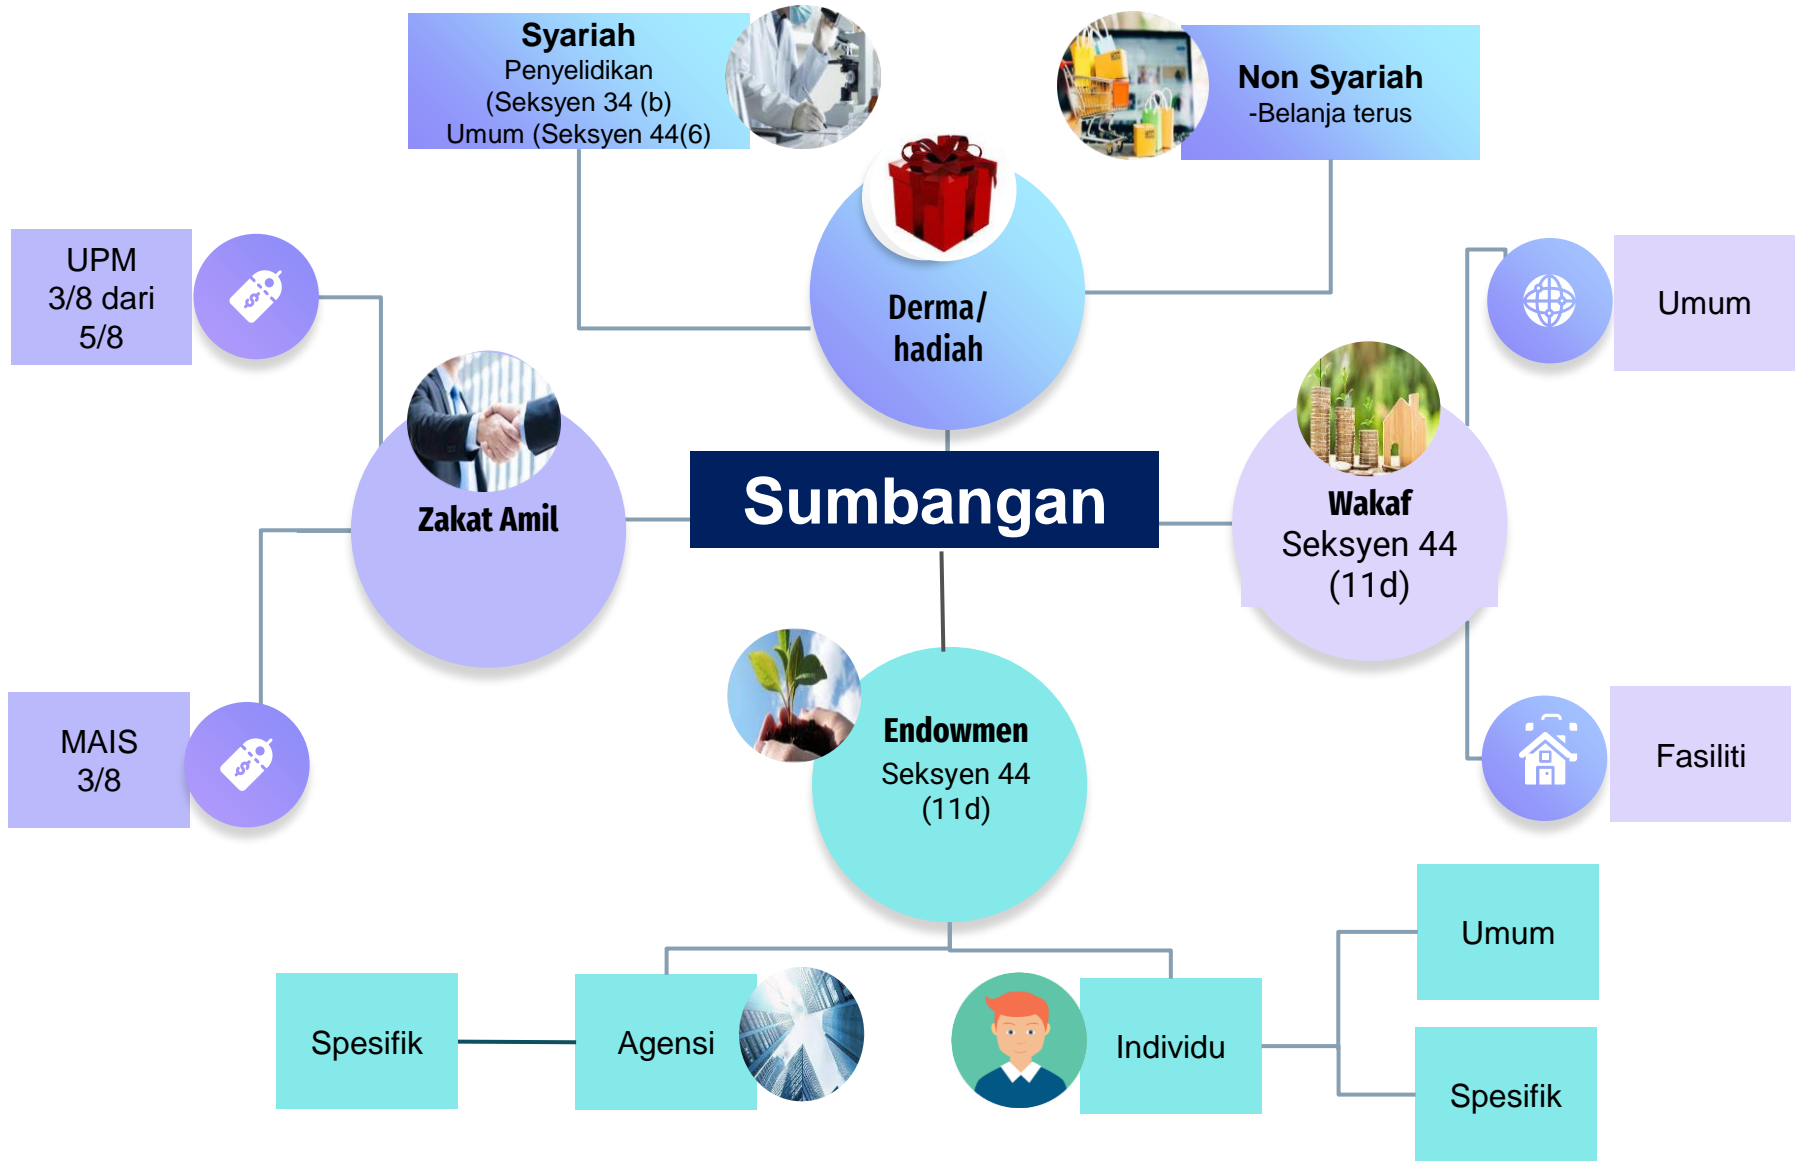 Syariah
Penyelidikan
(Seksyen 34 (b)
Umum (Seksyen 44(6)
Non Syariah
-Belanja terus
Derma/
hadiah
UPM
3/8 dari
5/8
Zakat Amil
MAIS
3/8
Sumbangan
Wakaf
Seksyen 44
(11d)
Umum
Fasiliti
Endowmen
Seksyen 44
(11d)
Spesifik
Agensi
Individu
Umum
Spesifik